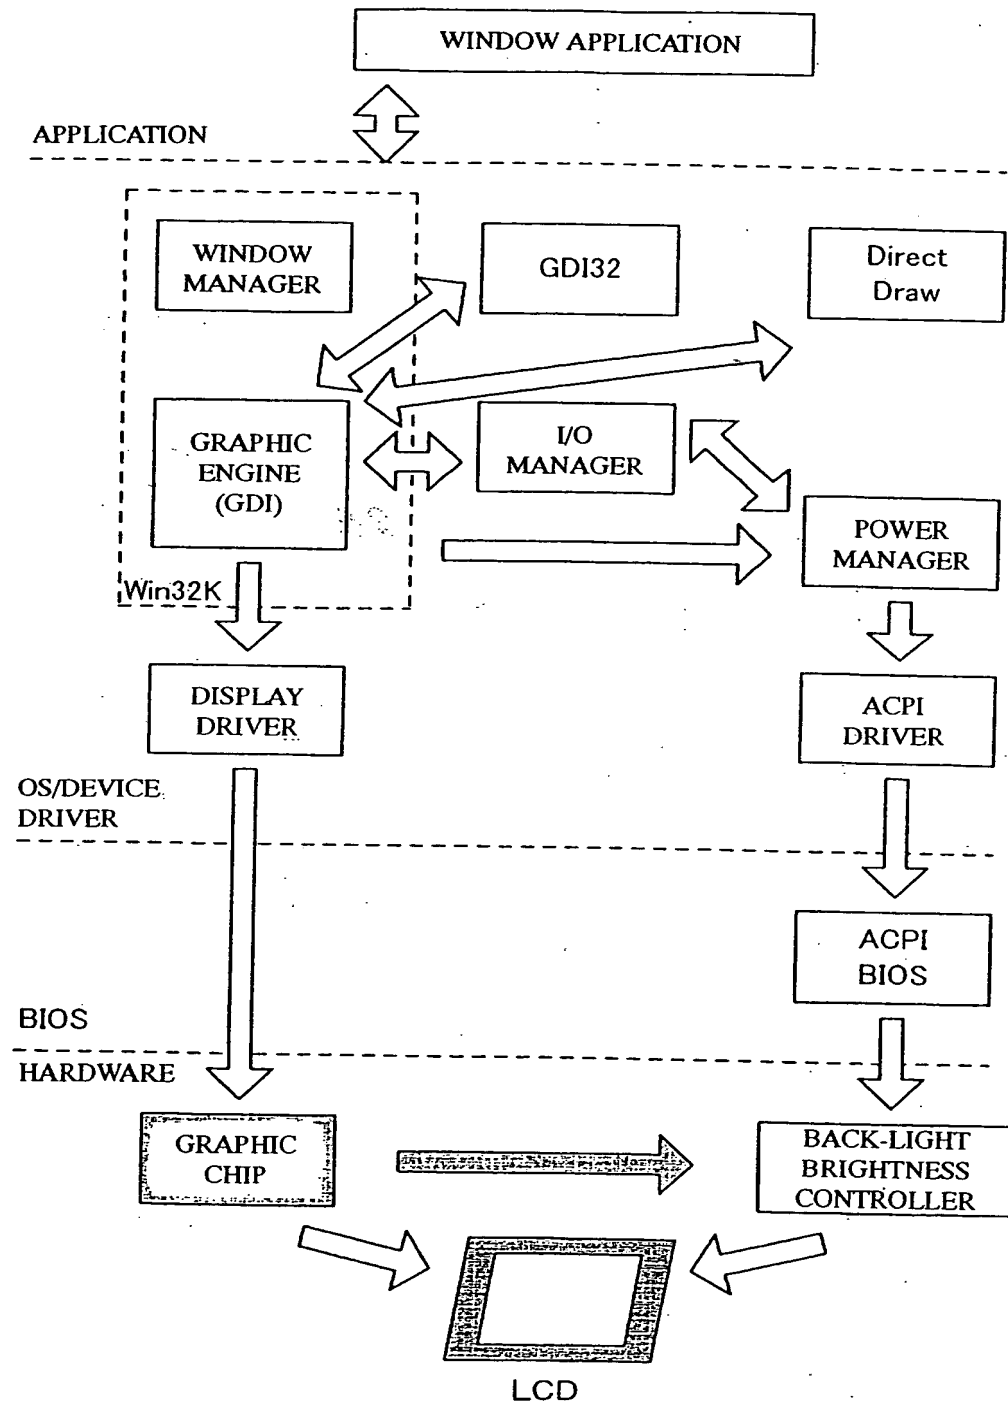 WINDOW APPLICATION
APPLICATION
WINDOW
MANAGER
GDI32
Direct
Draw
GRAPHIC
ENGINE
(GDI)
I/O
MANAGER
POWER
MANAGER
Win32K
DISPLAY
DRIVER
ACPI
DRIVER
OS/DEVICE
DRIVER
ACPI
BIOS
BIOS
HARDWARE
GRAPHIC
CHIP
BACK-LIGHT
BRIGHTNESS
CONTROLLER
LCD